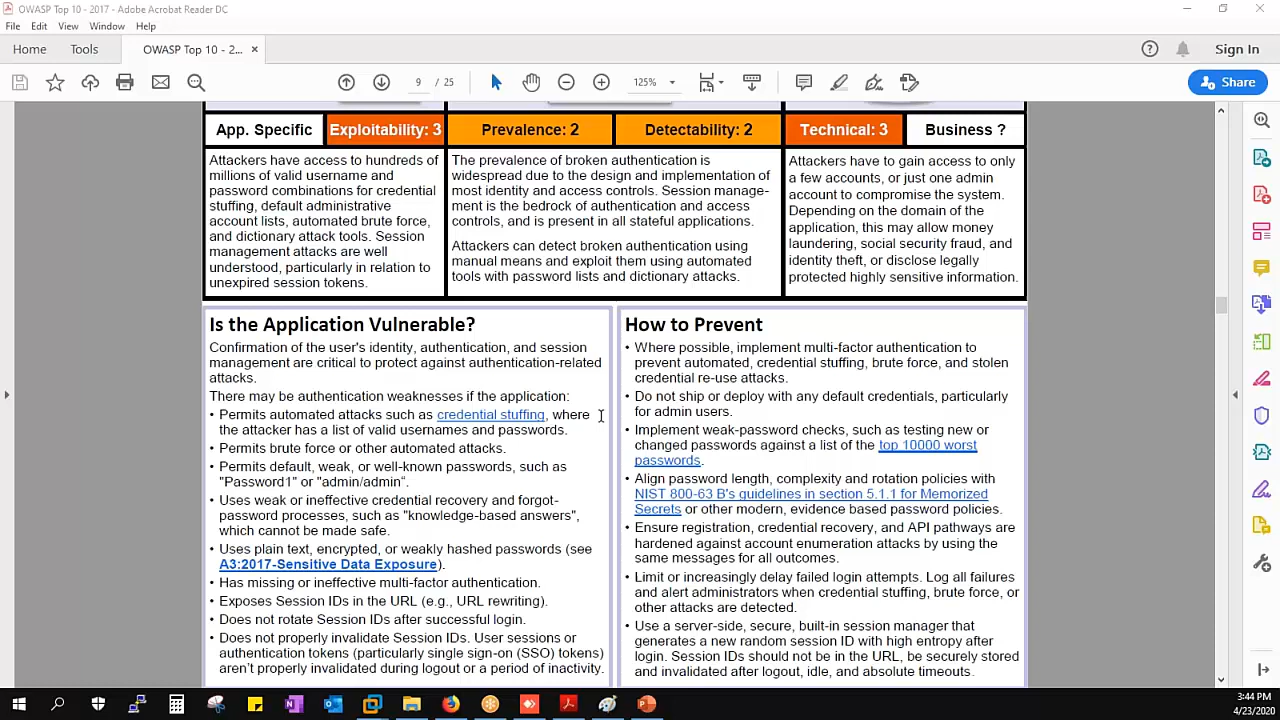 OWASP Top 10 - 2017 - Adobe Acrobat Reader DC
File Edit View Window Help
Home Tools OWASP Top 10 - 2... × Sign In
9 / 25 125% Share
App. Specific Exploitability: 3 Prevalence: 2 Detectability: 2 Technical: 3 Business ?
Attackers have access to hundreds of
millions of valid username and
password combinations for credential
stuffing, default administrative
account lists, automated brute force,
and dictionary attack tools. Session
management attacks are well
understood, particularly in relation to
unexpired session tokens.
The prevalence of broken authentication is
widespread due to the design and implementation of
most identity and access controls. Session manage-
ment is the bedrock of authentication and access
controls, and is present in all stateful applications.
Attackers can detect broken authentication using
manual means and exploit them using automated
tools with password lists and dictionary attacks.
Attackers have to gain access to only
a few accounts, or just one admin
account to compromise the system.
Depending on the domain of the
application, this may allow money
laundering, social security fraud, and
identity theft, or disclose legally
protected highly sensitive information.
Is the Application Vulnerable?
Confirmation of the user's identity, authentication, and session
management are critical to protect against authentication-related
attacks.
There may be authentication weaknesses if the application:
• Permits automated attacks such as credential stuffing, where
the attacker has a list of valid usernames and passwords.
• Permits brute force or other automated attacks.
• Permits default, weak, or well-known passwords, such as
"Password1" or "admin/admin“.
• Uses weak or ineffective credential recovery and forgot-
password processes, such as "knowledge-based answers",
which cannot be made safe.
• Uses plain text, encrypted, or weakly hashed passwords (see
A3:2017-Sensitive Data Exposure).
• Has missing or ineffective multi-factor authentication.
• Exposes Session IDs in the URL (e.g., URL rewriting).
• Does not rotate Session IDs after successful login.
• Does not properly invalidate Session IDs. User sessions or
authentication tokens (particularly single sign-on (SSO) tokens)
aren’t properly invalidated during logout or a period of inactivity.
How to Prevent
• Where possible, implement multi-factor authentication to
prevent automated, credential stuffing, brute force, and stolen
credential re-use attacks.
• Do not ship or deploy with any default credentials, particularly
for admin users.
• Implement weak-password checks, such as testing new or
changed passwords against a list of the top 10000 worst
passwords.
• Align password length, complexity and rotation policies with
NIST 800-63 B's guidelines in section 5.1.1 for Memorized
Secrets or other modern, evidence based password policies.
• Ensure registration, credential recovery, and API pathways are
hardened against account enumeration attacks by using the
same messages for all outcomes.
• Limit or increasingly delay failed login attempts. Log all failures
and alert administrators when credential stuffing, brute force, or
other attacks are detected.
• Use a server-side, secure, built-in session manager that
generates a new random session ID with high entropy after
login. Session IDs should not be in the URL, be securely stored
and invalidated after logout, idle, and absolute timeouts.
3:44 PM
4/23/2020